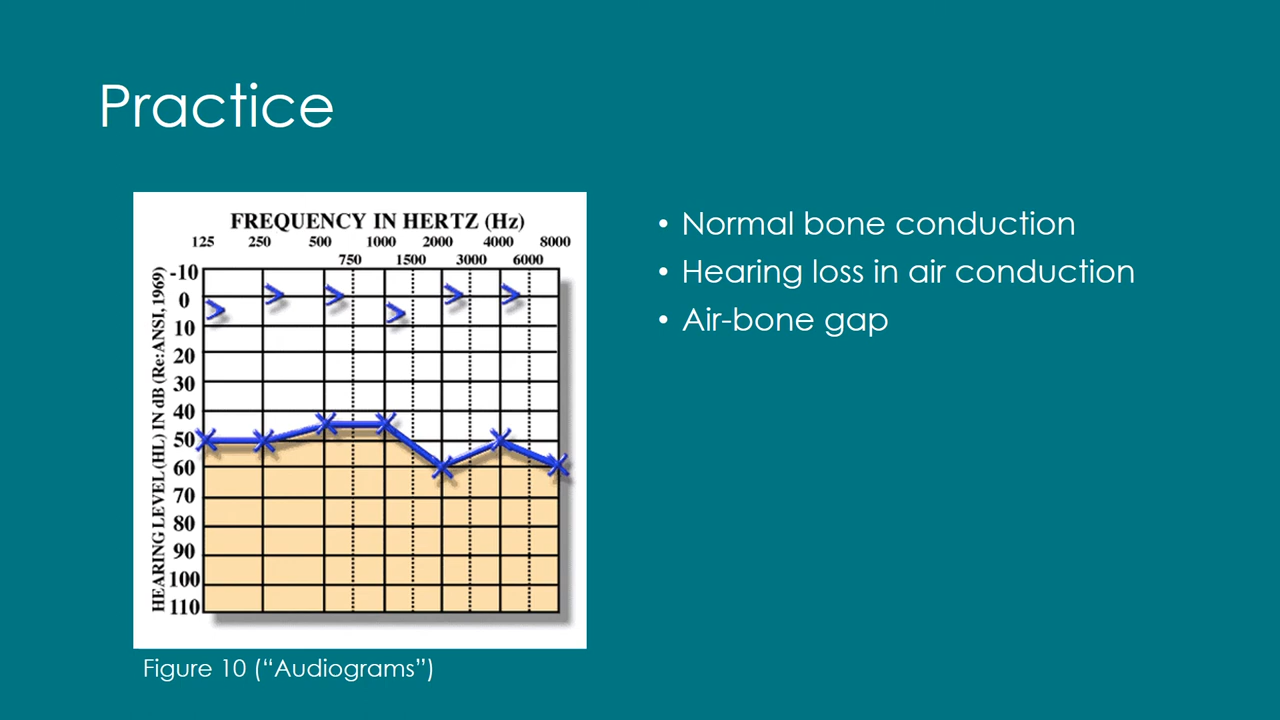 Practice
FREQUENCY IN HERTZ (Hz)
125 250 500 1000 2000 4000 8000
750 1500 3000 6000
HEARING LEVEL (HL) IN dB (Re:ANSI, 1969)
-10
0
10
20
30
40
50
60
70
80
90
100
110
Figure 10 (“Audiograms”)
• Normal bone conduction
• Hearing loss in air conduction
• Air-bone gap